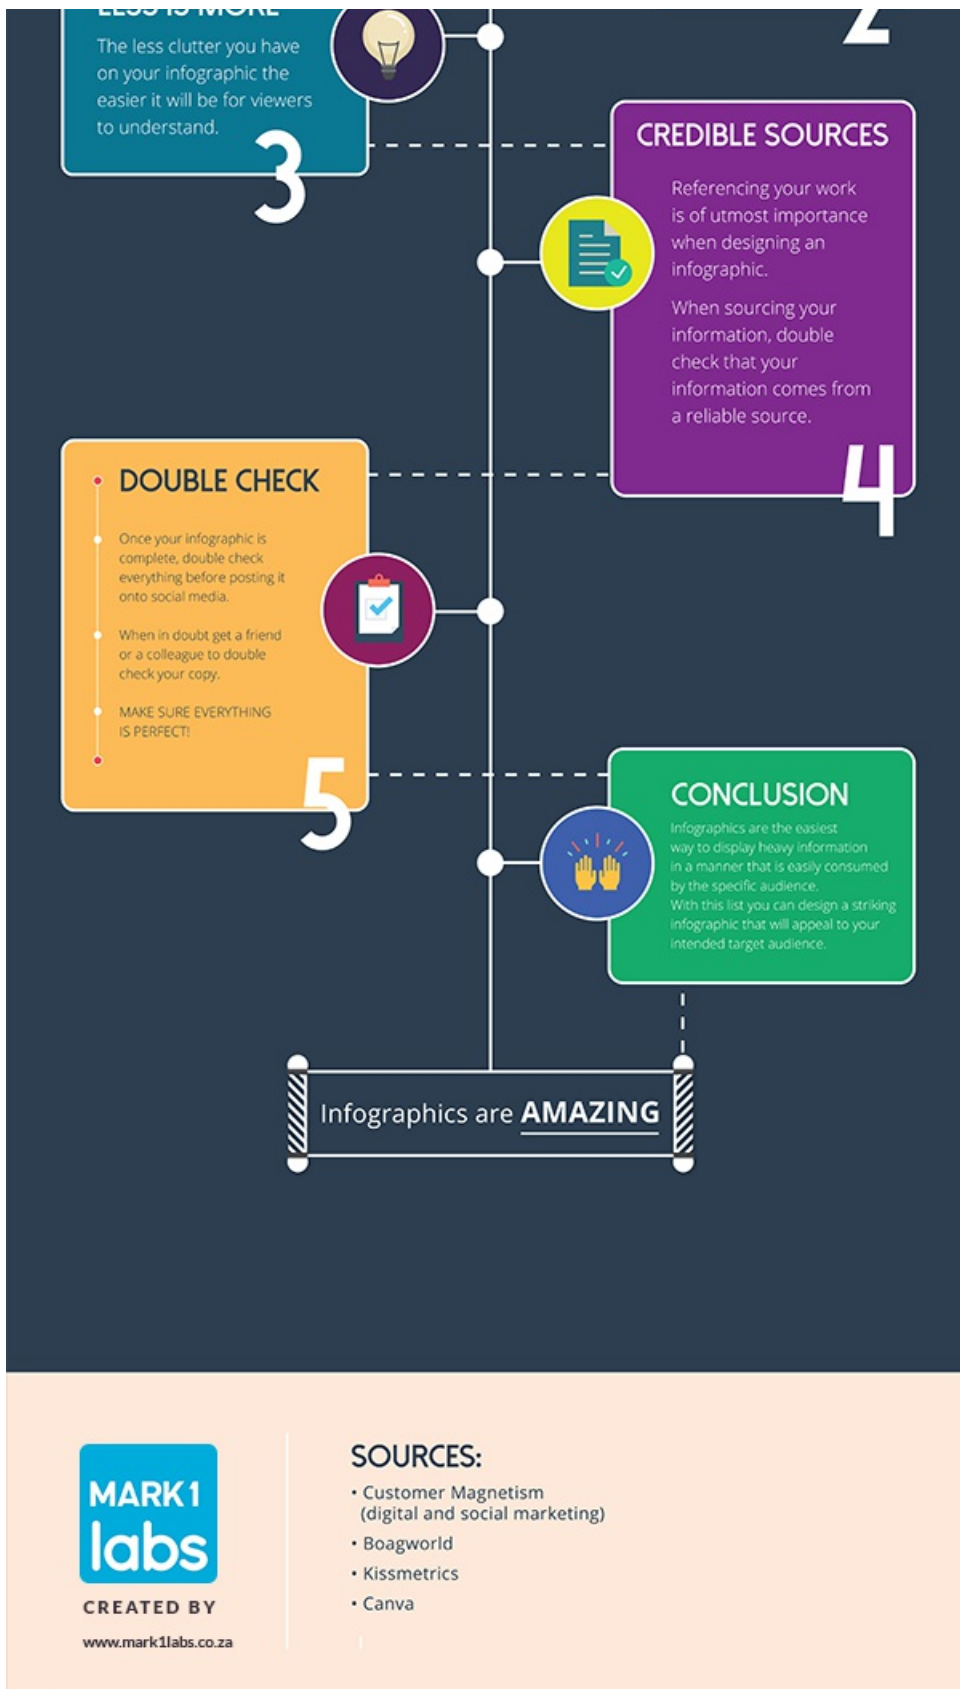 LESS IS MORE
The less clutter you have
on your infographic the
easier it will be for viewers
to understand.
3
2
CREDIBLE SOURCES
Referencing your work
is of utmost importance
when designing an
infographic.
When sourcing your
information, double
check that your
information comes from
a reliable source.
4
DOUBLE CHECK
Once your infographic is
complete, double check
everything before posting it
onto social media.
When in doubt get a friend
or a colleague to double
check your copy.
MAKE SURE EVERYTHING
IS PERFECT!
5
CONCLUSION
Infographics are the easiest
way to display heavy information
in a manner that is easily consumed
by the specific audience.
With this list you can design a striking
infographic that will appeal to your
intended target audience.
Infographics are AMAZING
MARK1
labs
CREATED BY
www.mark1labs.co.za
SOURCES:
• Customer Magnetism
(digital and social marketing)
• Boagworld
• Kissmetrics
• Canva